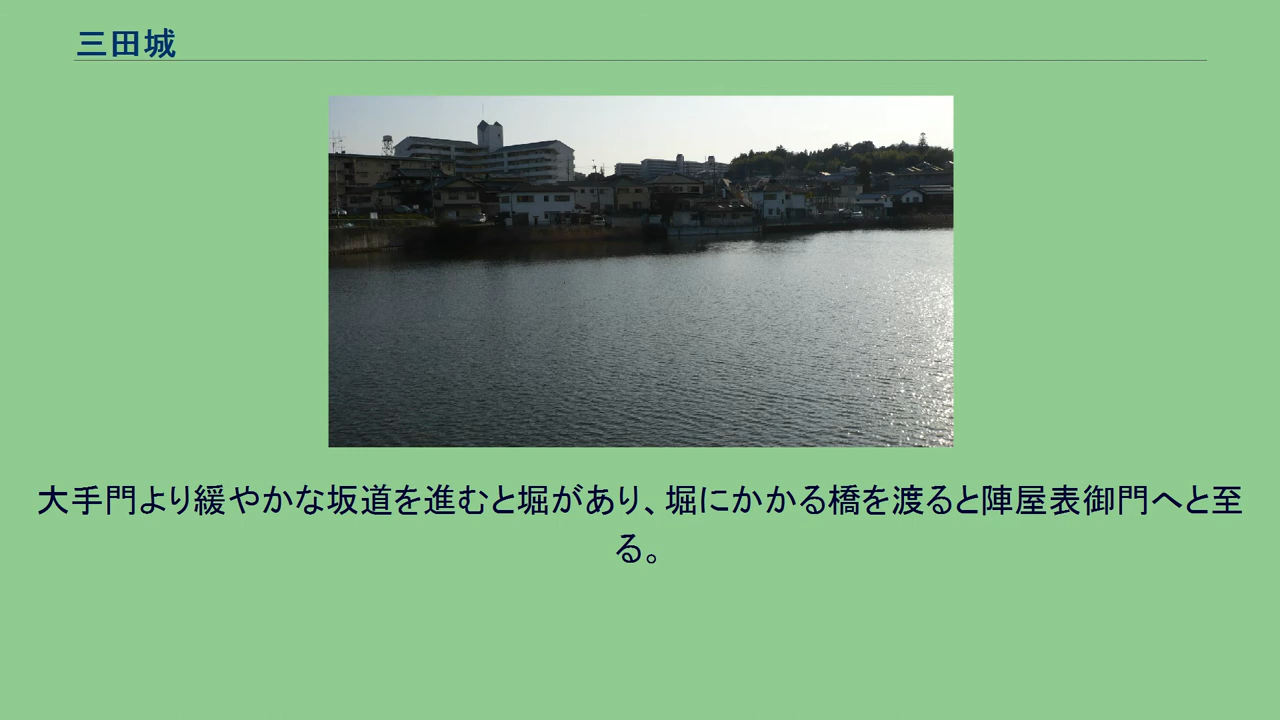 三田城
大手門より緩やかな坂道を進むと堀があり、堀にかかる橋を渡ると陣屋表御門へと至
る。